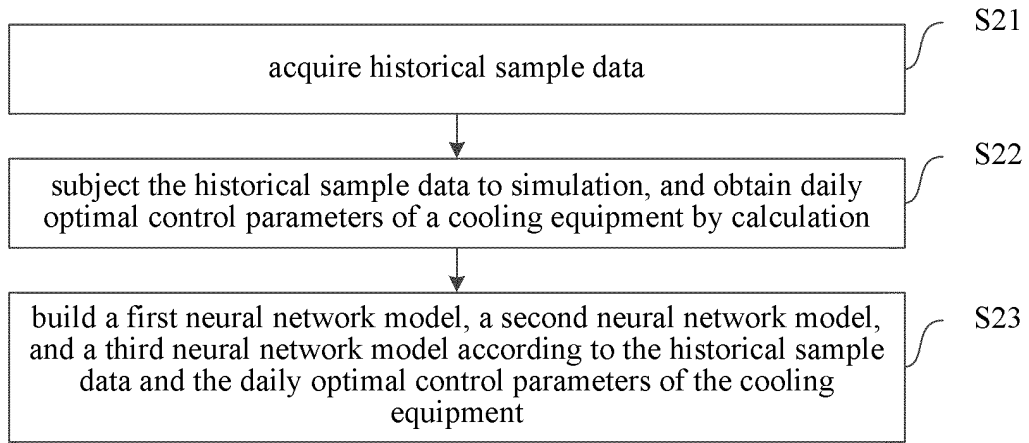 S21
acquire historical sample data
S22
subject the historical sample data to simulation, and obtain daily
optimal control parameters of a cooling equipment by calculation
S23
build a first neural network model, a second neural network model,
and a third neural network model according to the historical sample
data and the daily optimal control parameters of the cooling
equipment